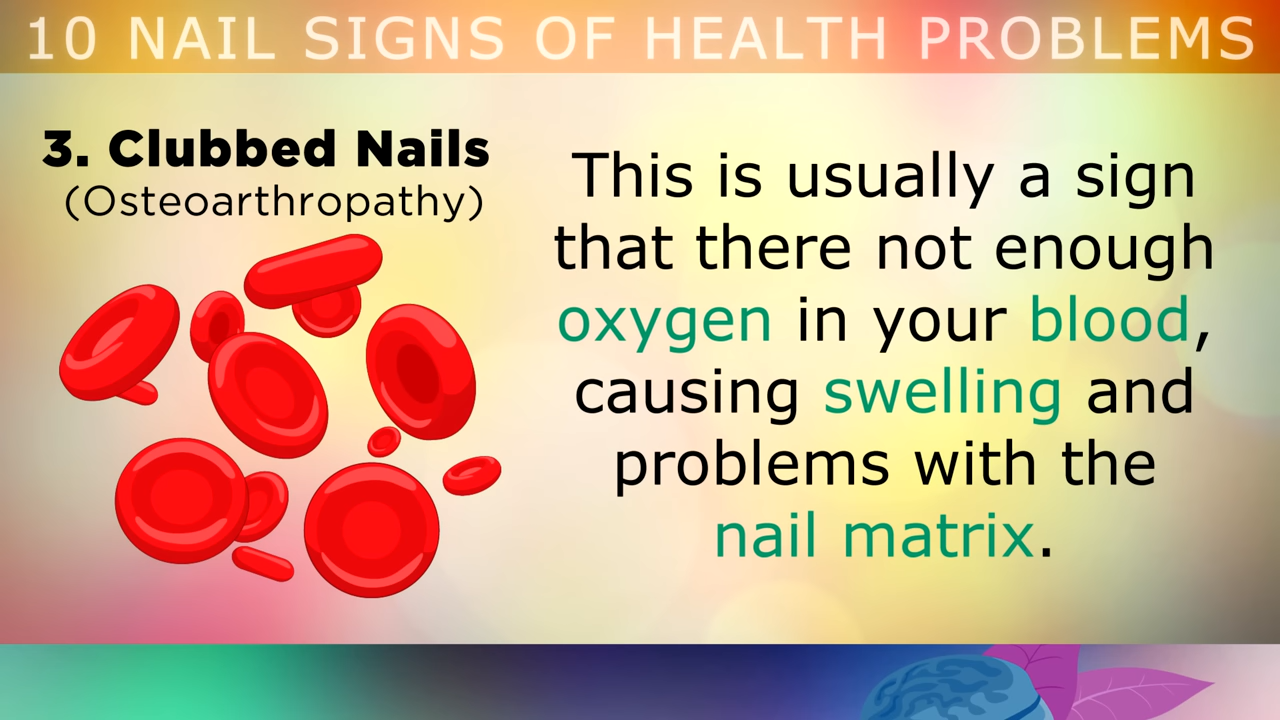 10 NAIL SIGNS OF HEALTH PROBLEMS
3. Clubbed Nails
(Osteoarthropathy)
This is usually a sign
that there not enough
oxygen in your blood,
causing swelling and
problems with the
nail matrix.